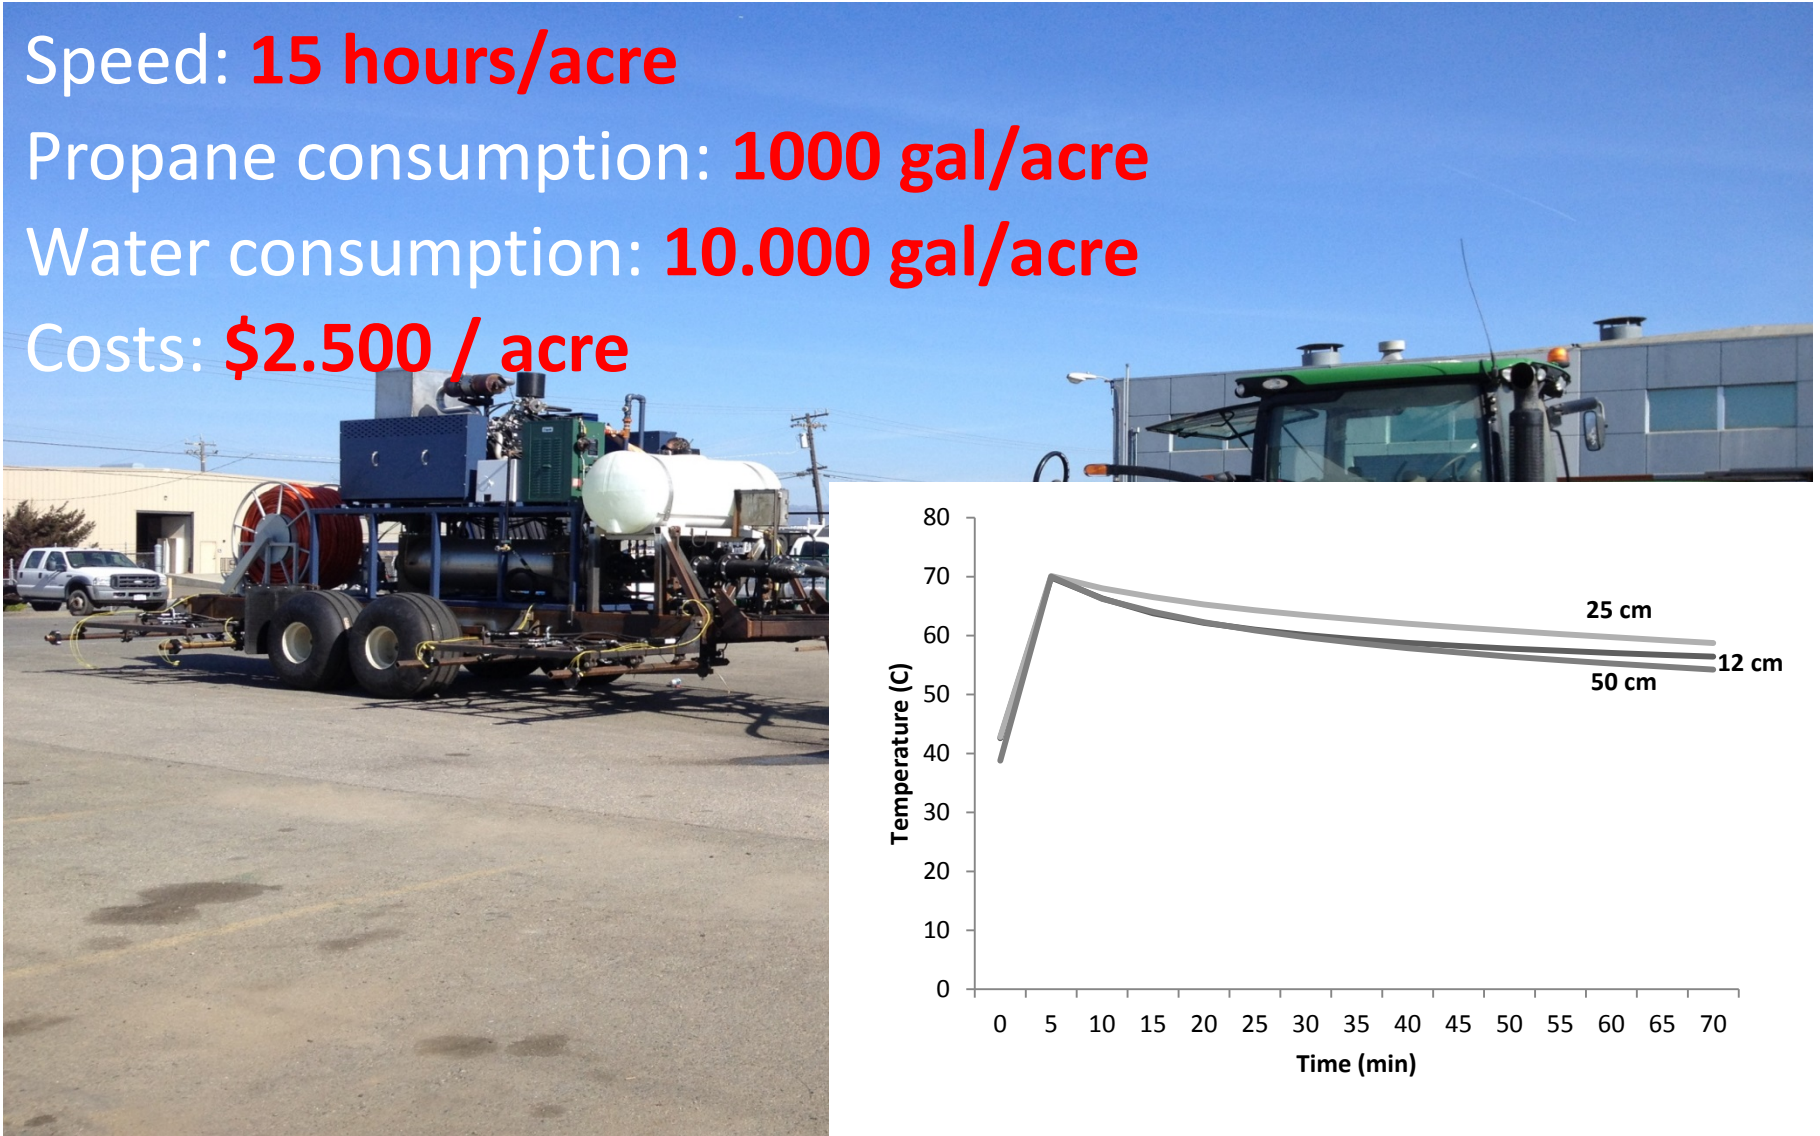 Speed: 15 hours/acre
Propane consumption: 1000 gal/acre
Water consumption: 10.000 gal/acre
Costs: $2.500 / acre
80
70
60
50
40
30
20
10
0
Temperature (C)
25 cm
12 cm
50 cm
0 5 10 15 20 25 30 35 40 45 50 55 60 65 70
Time (min)